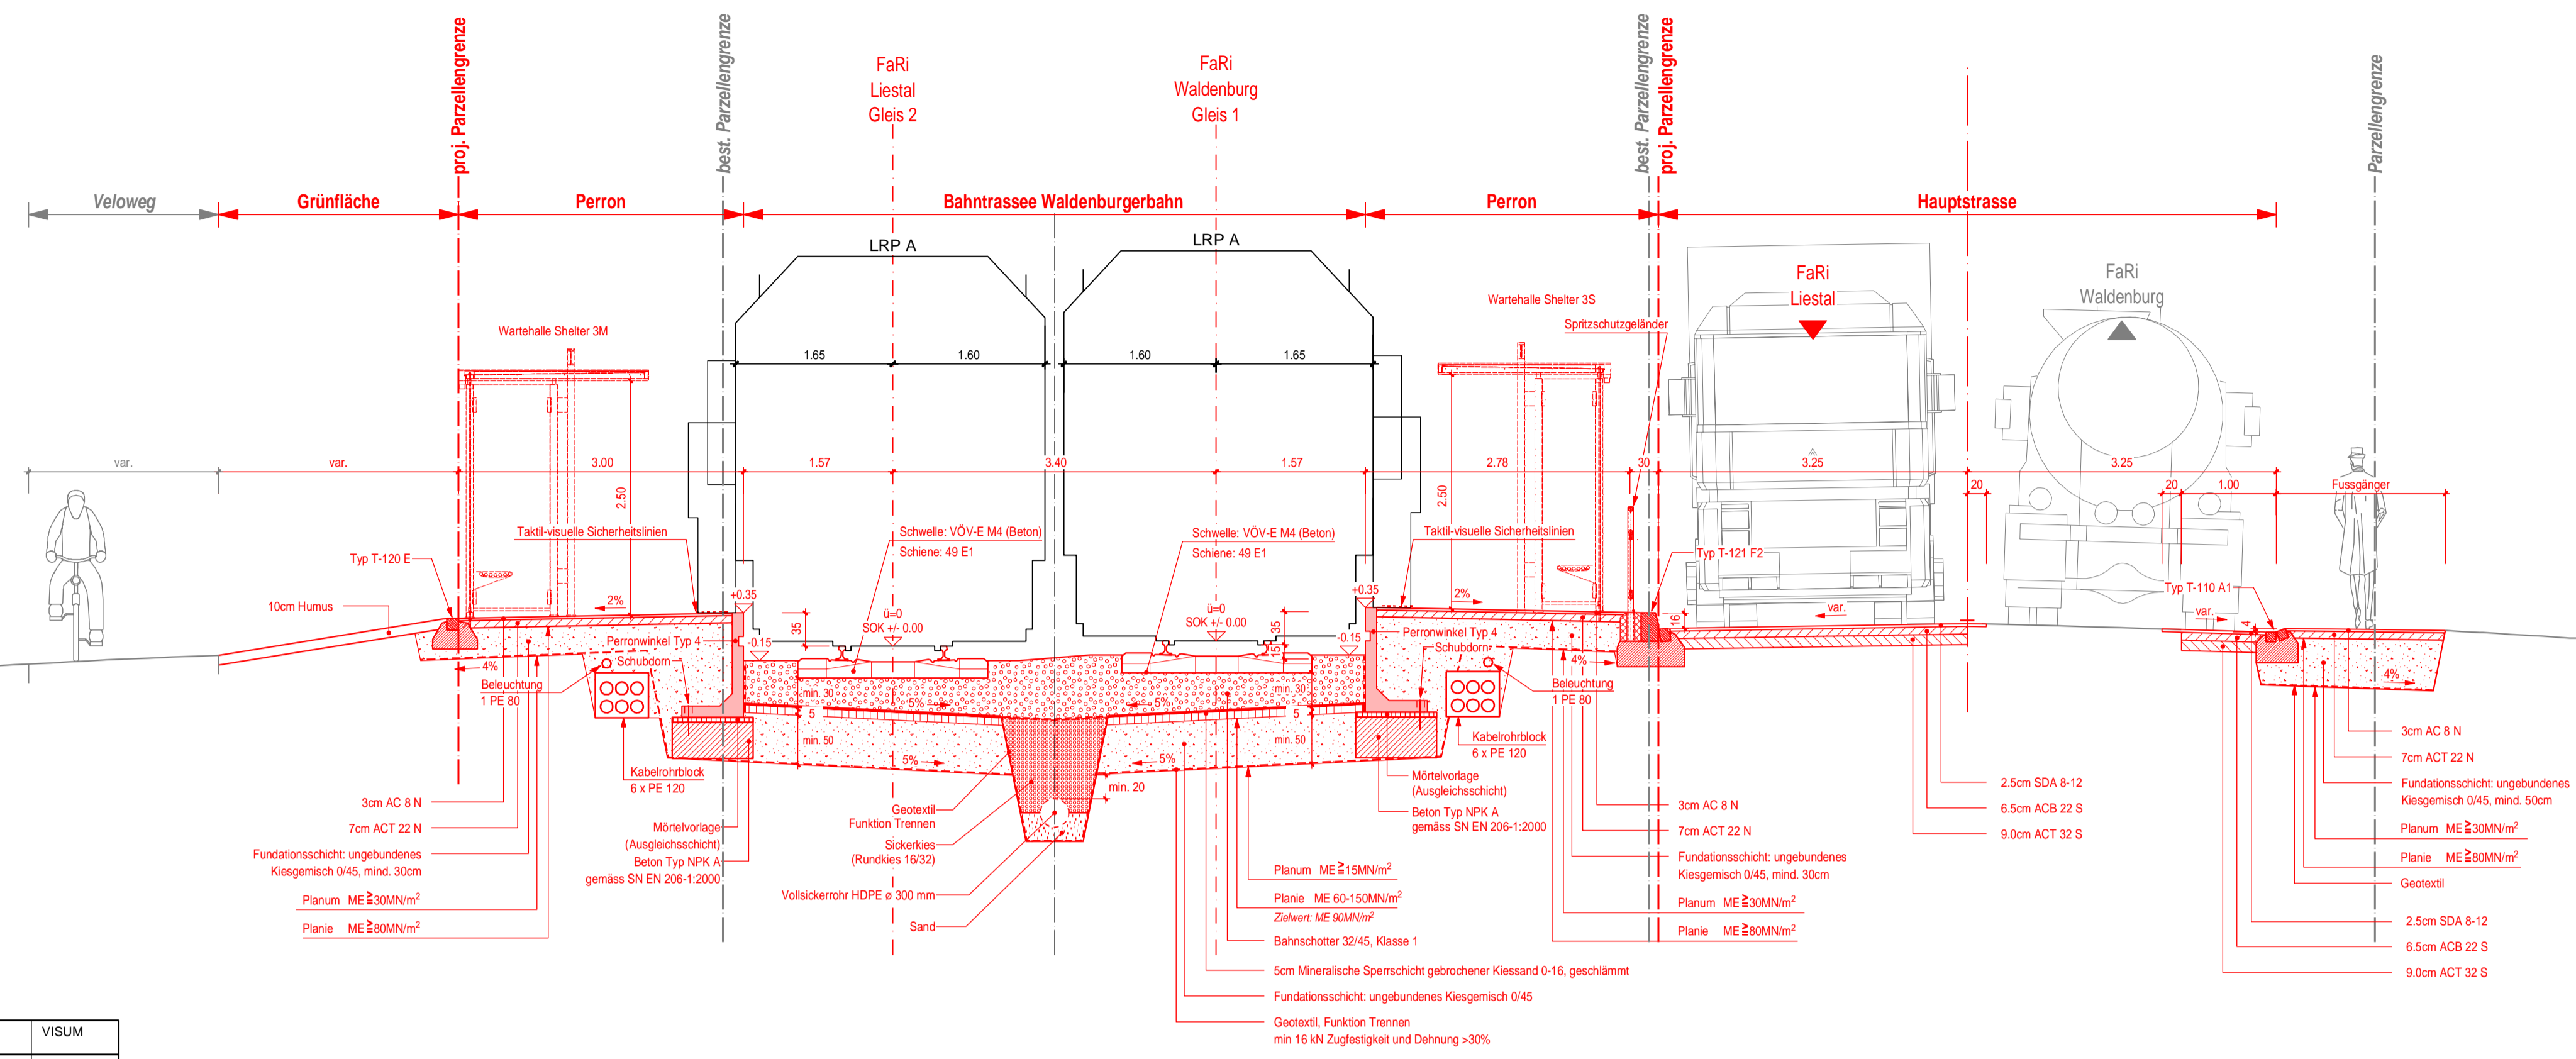 proj. Parzellengrenze
best. Parzellengrenze
FaRi
Liestal
Gleis 2
FaRi
Waldenburg
Gleis 1
best. Parzellengrenze
proj. Parzellengrenze
Parzellengrenze
Veloweg
Grünfläche
Perron
Bahntrassee Waldenburgerbahn
Perron
Hauptstrasse
LRP A
LRP A
FaRi
Liestal
FaRi
Waldenburg
Wartehalle Shelter 3M
Wartehalle Shelter 3S
Spritzschutzgeländer
1.65
1.60
1.60
1.65
var.
var.
3.00
1.57
3.40
1.57
2.78
30
3.25
3.25
2.50
2.50
20
20
1.00
Fussgänger
Taktil-visuelle Sicherheitslinien
Schwelle: VÖV-E M4 (Beton)
Schiene: 49 E1
Schwelle: VÖV-E M4 (Beton)
Schiene: 49 E1
Taktil-visuelle Sicherheitslinien
Typ T-120 E
Typ T-121 F2
Typ T-110 A1
10cm Humus
2%
+0.35
35
ü=0
SOK +/- 0.00
ü=0
SOK +/- 0.00
35
15
+0.35
2%
16
var.
var.
4
Perronwinkel Typ 4
-0.15
-0.15
Perronwinkel Typ 4
Schubdorn
Schubdorn
4%
4%
4%
Beleuchtung
1 PE 80
Beleuchtung
1 PE 80
min. 30
5%
5%
min. 30
5
5
min. 50
5%
5%
min. 50
min. 20
Kabelrohrblock
6 x PE 120
Kabelrohrblock
6 x PE 120
3cm AC 8 N
7cm ACT 22 N
Fundationsschicht: ungebundenes
Kiesgemisch 0/45, mind. 30cm
Planum ME≧30MN/m²
Planie ME≧80MN/m²
Mörtelvorlage
(Ausgleichsschicht)
Beton Typ NPK A
gemäss SN EN 206-1:2000
Geotextil
Funktion Trennen
Sickerkies
(Rundkies 16/32)
Vollsickerrohr HDPE ø 300 mm
Sand
Mörtelvorlage
(Ausgleichsschicht)
Beton Typ NPK A
gemäss SN EN 206-1:2000
Planum ME≧15MN/m²
Planie ME 60-150MN/m²
Zielwert: ME 90MN/m²
Bahnschotter 32/45, Klasse 1
5cm Mineralische Sperrschicht gebrochener Kiessand 0-16, geschlämmt
Fundationsschicht: ungebundenes Kiesgemisch 0/45
Geotextil, Funktion Trennen
min 16 kN Zugfestigkeit und Dehnung >30%
3cm AC 8 N
7cm ACT 22 N
Fundationsschicht: ungebundenes
Kiesgemisch 0/45, mind. 30cm
Planum ME≧30MN/m²
Planie ME≧80MN/m²
2.5cm SDA 8-12
6.5cm ACB 22 S
9.0cm ACT 32 S
3cm AC 8 N
7cm ACT 22 N
Fundationsschicht: ungebundenes
Kiesgemisch 0/45, mind. 50cm
Planum ME≧30MN/m²
Planie ME≧80MN/m²
Geotextil
2.5cm SDA 8-12
6.5cm ACB 22 S
9.0cm ACT 32 S
VISUM